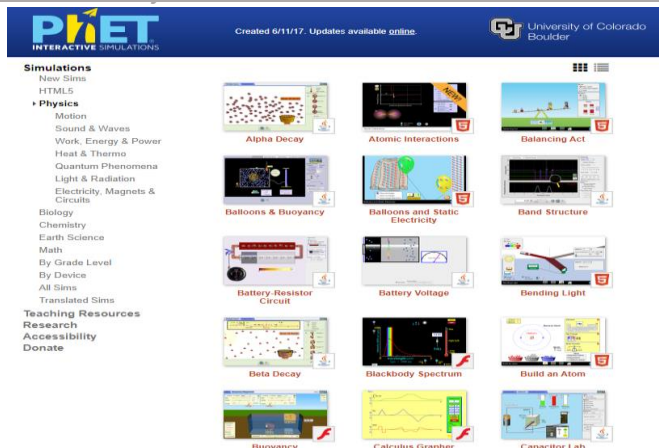 PhET
INTERACTIVE SIMULATIONS
Created 6/11/17. Updates available online.
University of Colorado
Boulder
Simulations
New Sims
HTML5
Physics
Motion
Sound & Waves
Work, Energy & Power
Heat & Thermo
Quantum Phenomena
Light & Radiation
Electricity, Magnets &
Circuits
Biology
Chemistry
Earth Science
Math
By Grade Level
By Device
All Sims
Translated Sims
Teaching Resources
Research
Accessibility
Donate
NEW!
Alpha Decay
Atomic Interactions
Balancing Act
Balloons & Buoyancy
Balloons and Static
Electricity
Band Structure
Battery-Resistor
Circuit
Battery Voltage
Bending Light
Beta Decay
Blackbody Spectrum
Build an Atom
Buoyancy
Calculus Grapher
Capacitor Lab